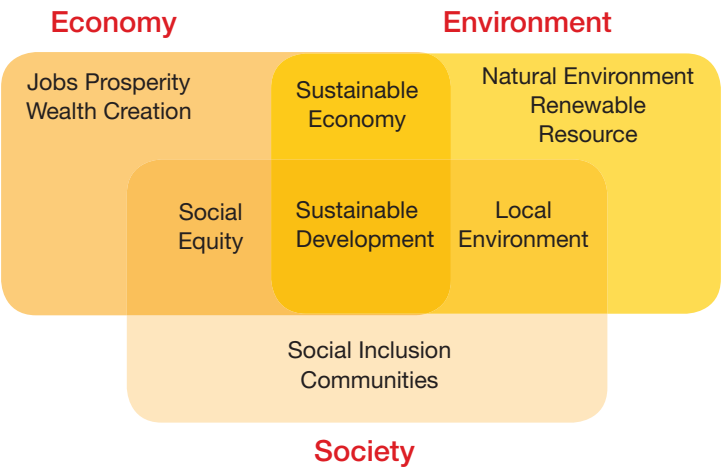 Economy
Environment
Jobs Prosperity
Wealth Creation
Sustainable
Economy
Natural Environment
Renewable
Resource
Social
Equity
Sustainable
Development
Local
Environment
Social Inclusion
Communities
Society